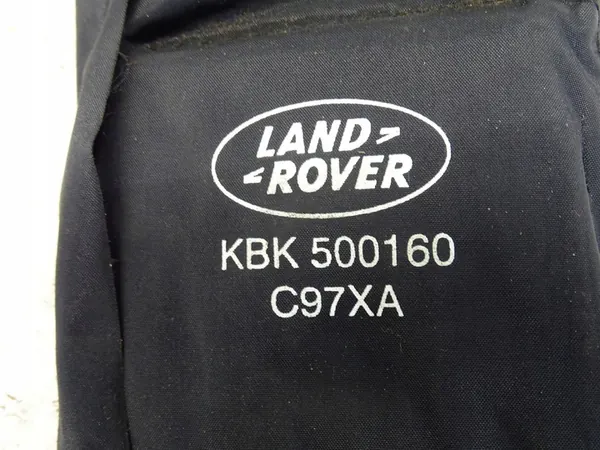 LAND
ROVER
KBK 500160
C97XA